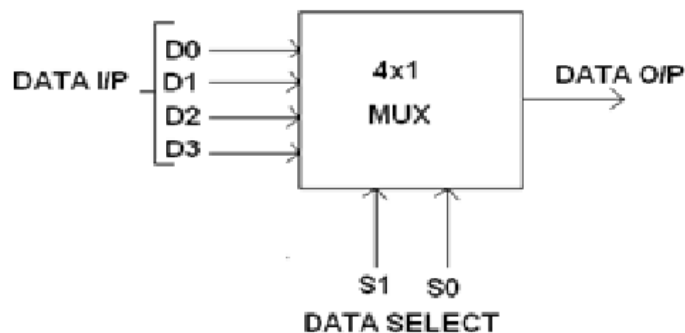 D0
DATA I/P
D1
D2
D3
4x1
MUX
DATA O/P
S1 S0
DATA SELECT